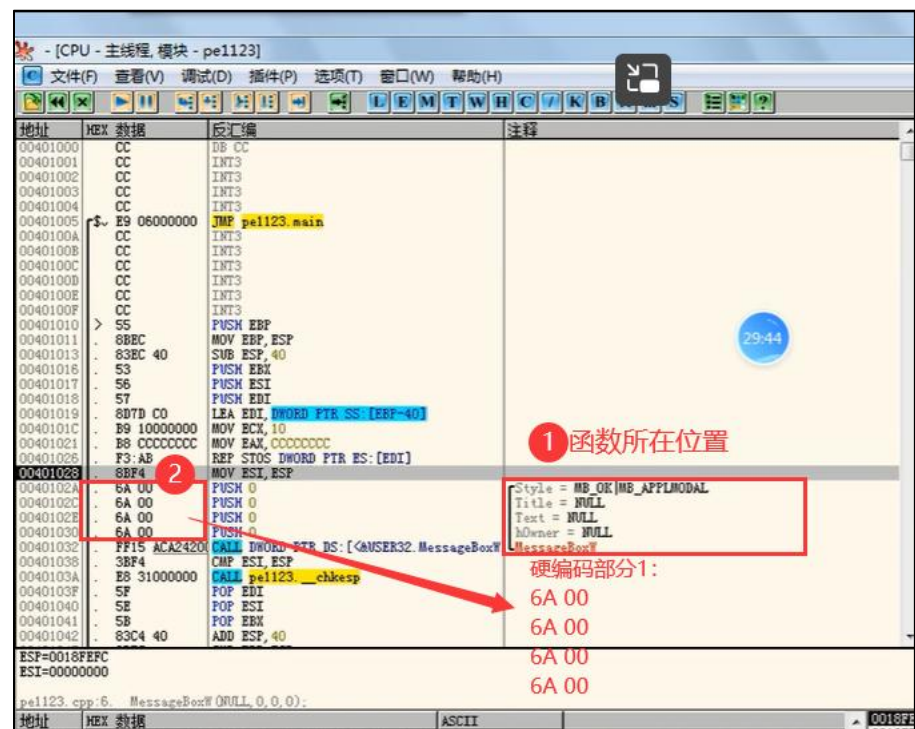 - [CPU - 主线程, 模块 - pe1123]
文件(F) 查看(V) 调试(D) 插件(P) 选项(T) 窗口(W) 帮助(H)
L E M T W H C / K B S ?
地址 HEX 数据 反汇编 注释
00401000 CC DB CC
00401001 CC INT3
00401002 CC INT3
00401003 CC INT3
00401004 CC INT3
00401005 $ E9 06000000 JMP pe1123.main
0040100A CC INT3
0040100B CC INT3
0040100C CC INT3
0040100D CC INT3
0040100E CC INT3
0040100F CC INT3
00401010 > 55 PUSH EBP
00401011 . 8BEC MOV EBP,ESP
00401013 . 83EC 40 SUB ESP,40
00401016 . 53 PUSH EBX
00401017 . 56 PUSH ESI
00401018 . 57 PUSH EDI
00401019 . 8D7D C0 LEA EDI,DWORD PTR SS:[EBP-40]
0040101C . B9 10000000 MOV ECX,10
00401021 . B8 CCCCCCCC MOV EAX,CCCCCCCC
00401026 . F3:AB REP STOS DWORD PTR ES:[EDI]
00401028 . 8BF4 MOV ESI,ESP
0040102A . 6A 00 PUSH 0 Style = MB_OK|MB_APPLMODAL
0040102C . 6A 00 PUSH 0 Title = NULL
0040102E . 6A 00 PUSH 0 Text = NULL
00401030 . 6A 00 PUSH 0 hOwner = NULL
00401032 . FF15 ACA2420 CALL DWORD PTR DS:[<&USER32.MessageBoxW MessageBoxW
00401038 . 3BF4 CMP ESI,ESP
0040103A . E8 31000000 CALL pe1123.__chkesp
0040103F . 5F POP EDI
00401040 . 5E POP ESI
00401041 . 5B POP EBX
00401042 . 83C4 40 ADD ESP,40
29:44
1 函数所在位置
2
硬编码部分1:
6A 00
6A 00
6A 00
6A 00
ESP=0018FEFC
ESI=00000000
pe1123.cpp:6. MessageBoxW(NULL,0,0,0);
地址 HEX 数据 ASCII 0018FE